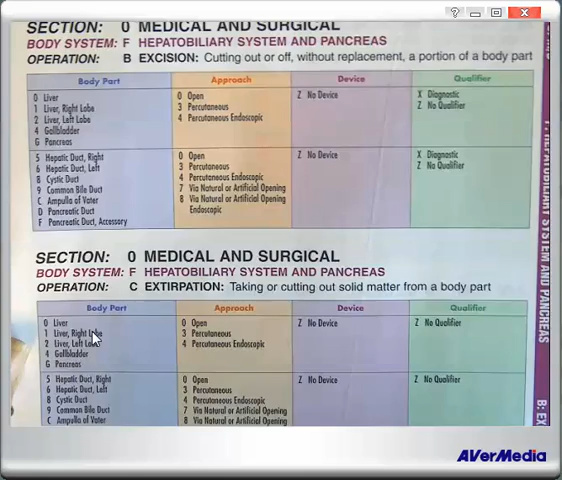 SECTION: 0 MEDICAL AND SURGICAL
BODY SYSTEM: F HEPATOBILIARY SYSTEM AND PANCREAS
OPERATION: B EXCISION: Cutting out or off, without replacement, a portion of a body part
Body Part Approach Device Qualifier
0 Liver
1 Liver, Right Lobe
2 Liver, Left Lobe
4 Gallbladder
G Pancreas
0 Open
3 Percutaneous
4 Percutaneous Endoscopic
Z No Device
X Diagnostic
Z No Qualifier
5 Hepatic Duct, Right
6 Hepatic Duct, Left
8 Cystic Duct
9 Common Bile Duct
C Ampulla of Vater
D Pancreatic Duct
F Pancreatic Duct, Accessory
0 Open
3 Percutaneous
4 Percutaneous Endoscopic
7 Via Natural or Artificial Opening
8 Via Natural or Artificial Opening
Endoscopic
Z No Device
X Diagnostic
Z No Qualifier
SECTION: 0 MEDICAL AND SURGICAL
BODY SYSTEM: F HEPATOBILIARY SYSTEM AND PANCREAS
OPERATION: C EXTIRPATION: Taking or cutting out solid matter from a body part
Body Part Approach Device Qualifier
0 Liver
1 Liver, Right Lobe
2 Liver, Left Lobe
4 Gallbladder
G Pancreas
0 Open
3 Percutaneous
4 Percutaneous Endoscopic
Z No Device
Z No Qualifier
5 Hepatic Duct, Right
6 Hepatic Duct, Left
8 Cystic Duct
9 Common Bile Duct
C Ampulla of Vater
0 Open
3 Percutaneous
4 Percutaneous Endoscopic
7 Via Natural or Artificial Opening
8 Via Natural or Artificial Opening
Z No Device
Z No Qualifier
F HEPATOBILIARY SYSTEM AND PANCREAS
B: EX
AVerMedia